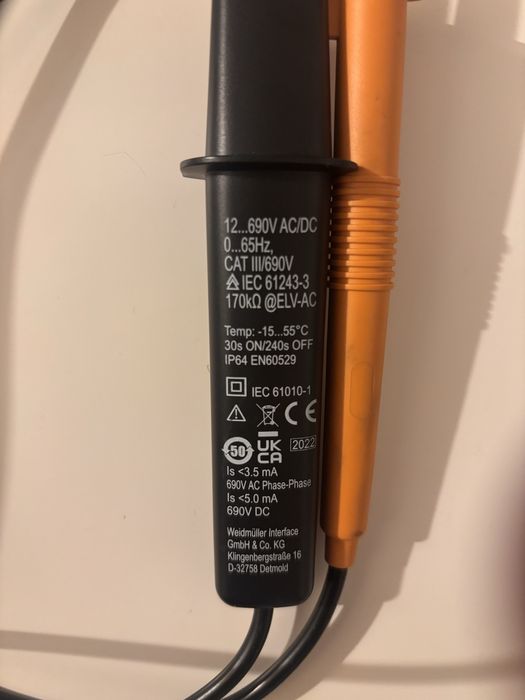 12...690V AC/DC
0...65Hz,
CAT III/690V
IEC 61243-3
170kΩ @ELV-AC
Temp: -15...55°C
30s ON/240s OFF
IP64 EN60529
IEC 61010-1
CE
50
UK
CA
2022
Is <3.5 mA
690V AC Phase-Phase
Is <5.0 mA
690V DC
Weidmüller Interface
GmbH & Co. KG
Klingenbergstraße 16
D-32758 Detmold